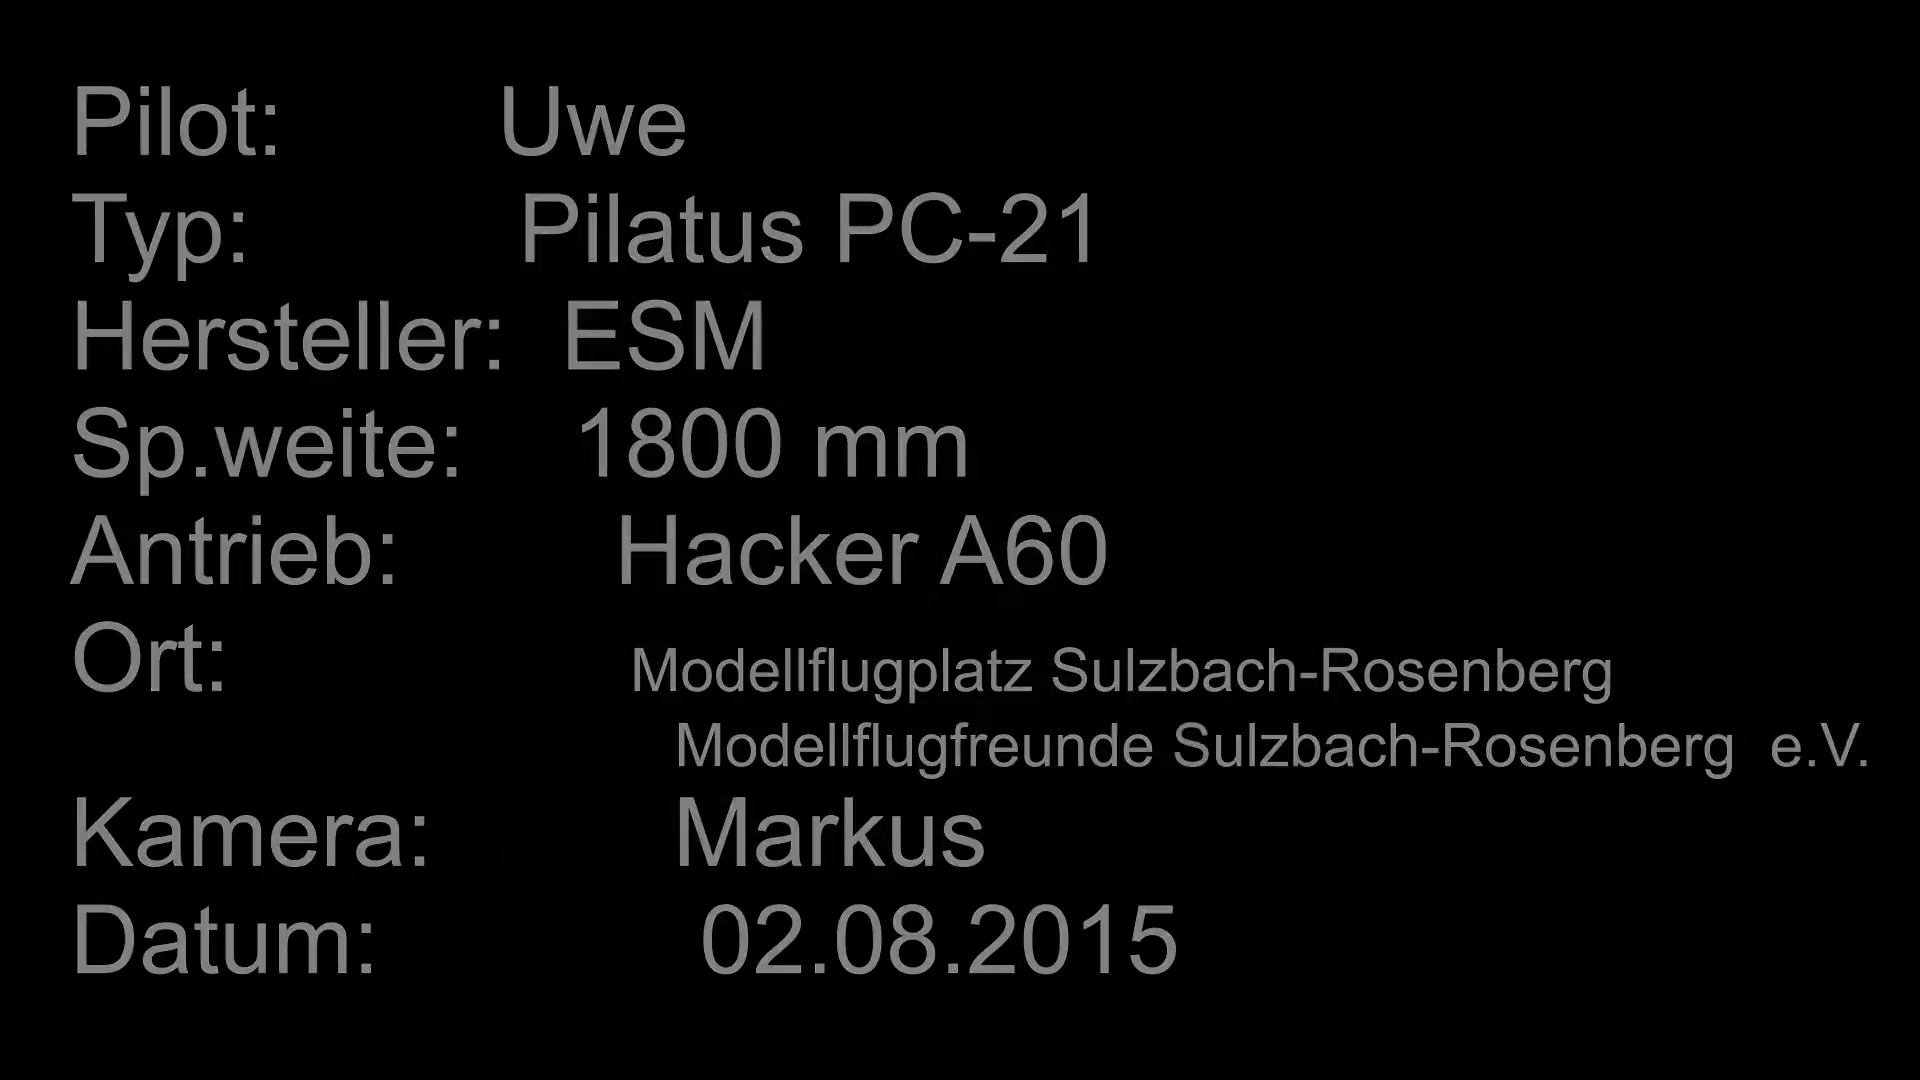 Pilot: Uwe
Typ: Pilatus PC-21
Hersteller: ESM
Sp.weite: 1800 mm
Antrieb: Hacker A60
Ort: Modellflugplatz Sulzbach-Rosenberg
Modellflugfreunde Sulzbach-Rosenberg e.V.
Kamera: Markus
Datum: 02.08.2015